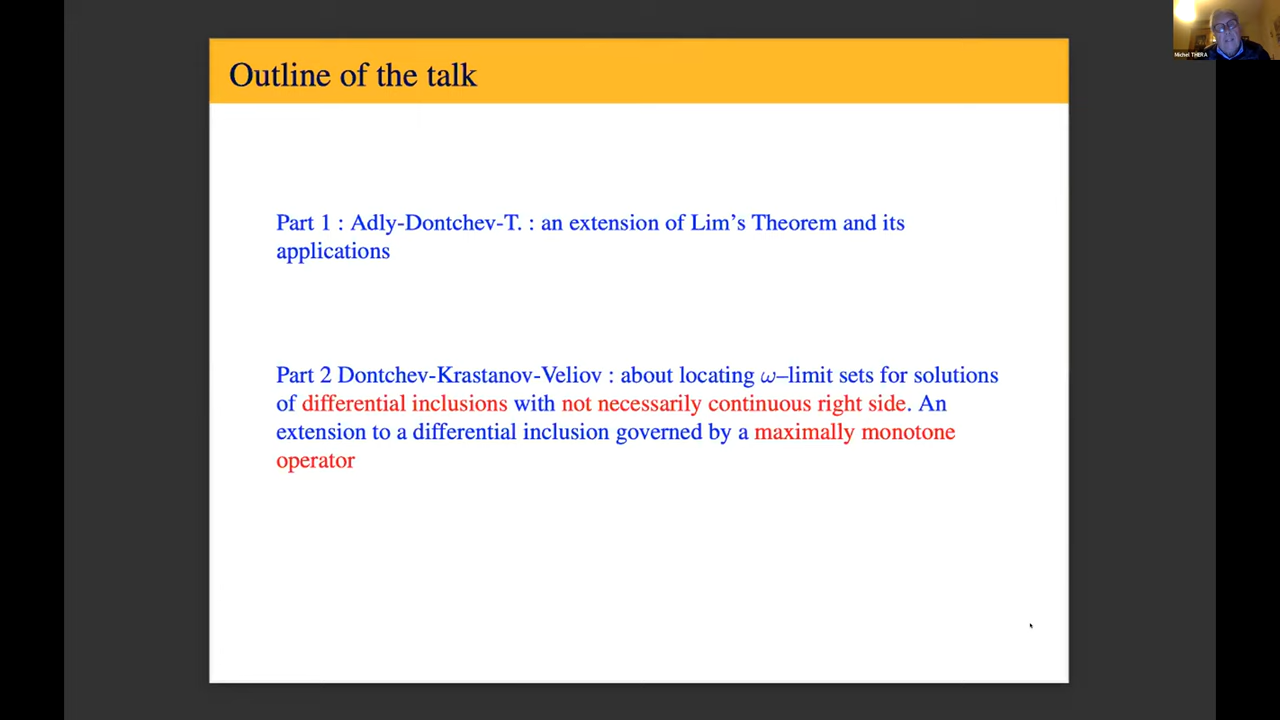 Outline of the talk
Michel THERA
Part 1 : Adly-Dontchev-T. : an extension of Lim's Theorem and its
applications
Part 2 Dontchev-Krastanov-Veliov : about locating ω–limit sets for solutions
of differential inclusions with not necessarily continuous right side. An
extension to a differential inclusion governed by a maximally monotone
operator